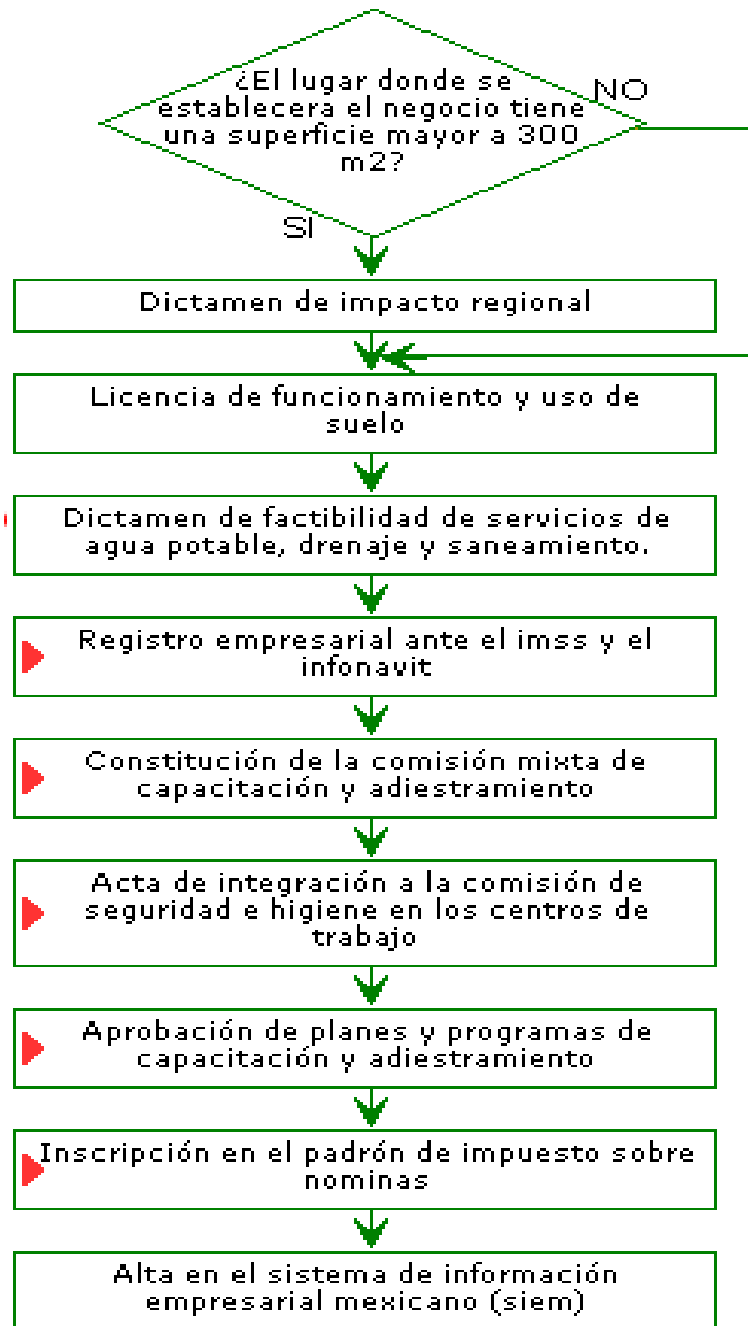 ¿El lugar donde se
establecera el negocio tiene
una superficie mayor a 300
m2?
NO
SI
Dictamen de impacto regional
Licencia de funcionamiento y uso de
suelo
Dictamen de factibilidad de servicios de
agua potable, drenaje y saneamiento.
Registro empresarial ante el imss y el
infonavit
Constitución de la comisión mixta de
capacitación y adiestramiento
Acta de integración a la comisión de
seguridad e higiene en los centros de
trabajo
Aprobación de planes y programas de
capacitación y adiestramiento
Inscripción en el padrón de impuesto sobre
nominas
Alta en el sistema de información
empresarial mexicano (siem)